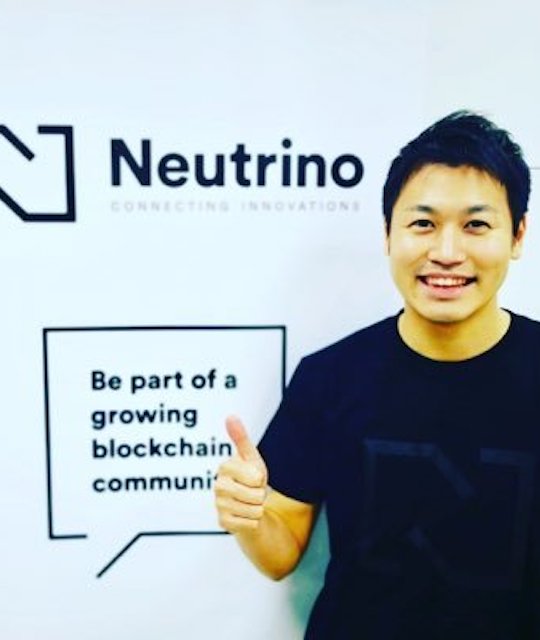 Neutrino
CONNECTING INNOVATIONS
Be part of a
growing
blockchain